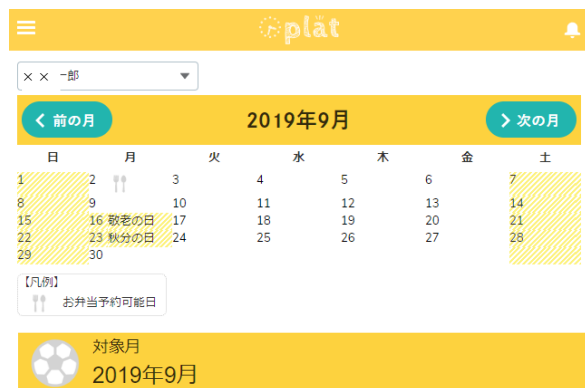 plät
× × 一郎
前の月
2019年9月
次の月
日 月 火 水 木 金 土
1 2 3 4 5 6 7
8 9 10 11 12 13 14
15 16 敬老の日 17 18 19 20 21
22 23 秋分の日 24 25 26 27 28
29 30
【凡例】
お弁当予約可能日
対象月
2019年9月